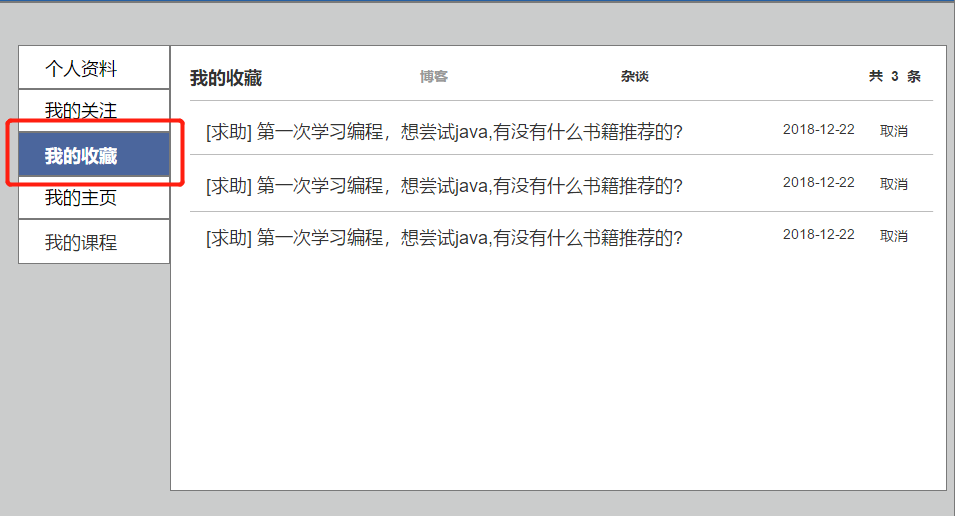 个人资料
我的关注
我的收藏
我的主页
我的课程
我的收藏 博客 杂谈 共 3 条
[求助] 第一次学习编程，想尝试java,有没有什么书籍推荐的? 2018-12-22 取消
[求助] 第一次学习编程，想尝试java,有没有什么书籍推荐的? 2018-12-22 取消
[求助] 第一次学习编程，想尝试java,有没有什么书籍推荐的? 2018-12-22 取消